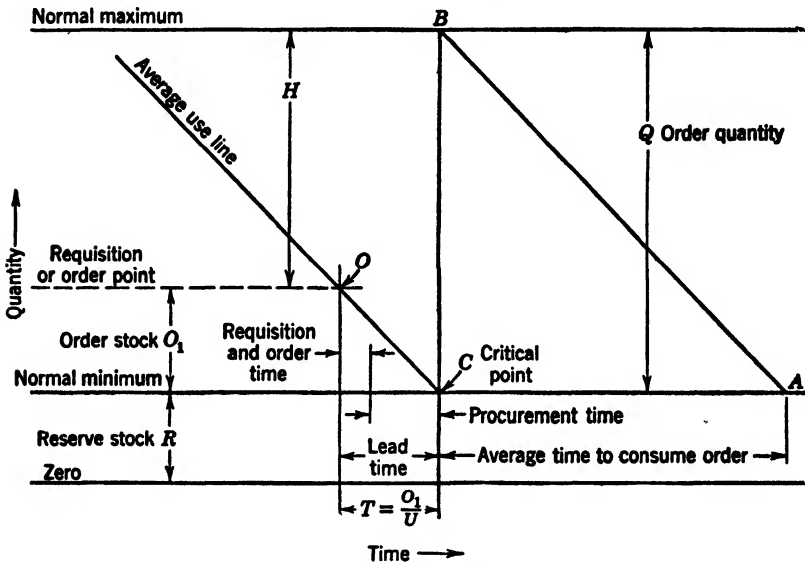 Normal maximum
B
Average use line
H
Q Order quantity
Quantity
Requisition
or order point
O
Order stock O₁
Requisition
and order
time
C Critical
point
Normal minimum
A
Procurement time
Reserve stock R
Lead
time
Average time to consume order
Zero
T = O₁/U
Time